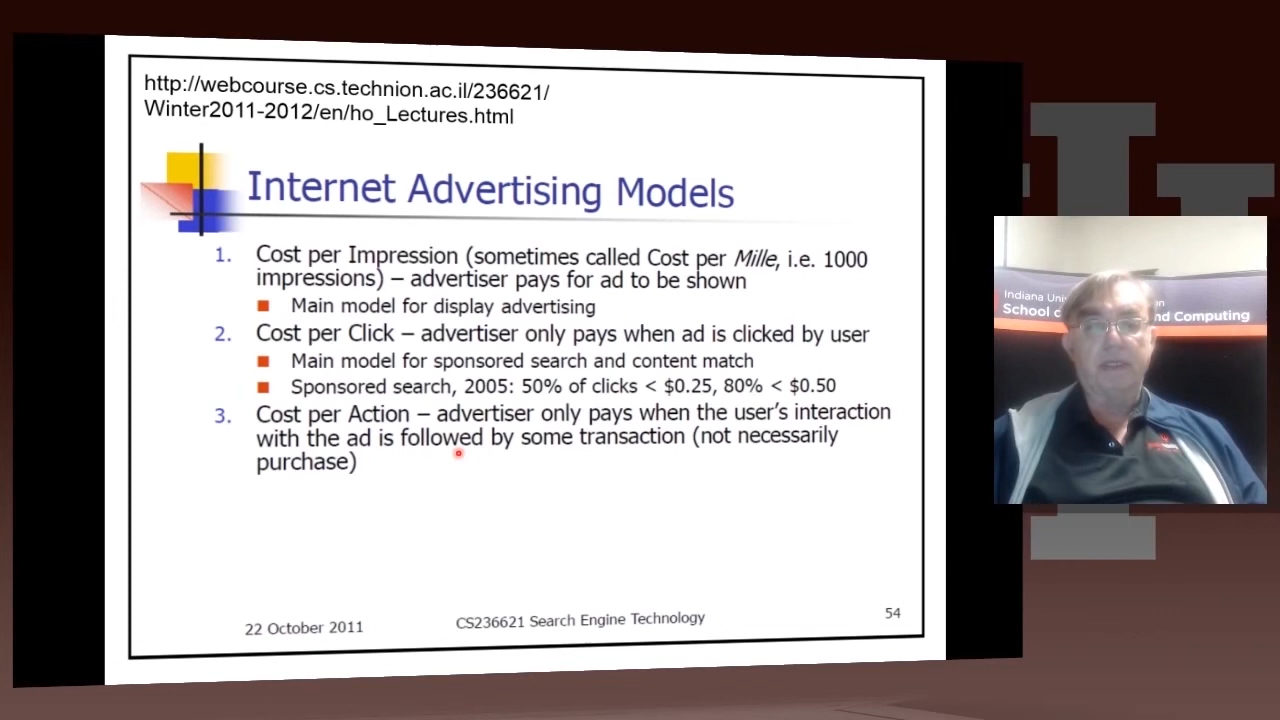 http://webcourse.cs.technion.ac.il/236621/
Winter2011-2012/en/ho_Lectures.html
Internet Advertising Models
1. Cost per Impression (sometimes called Cost per Mille, i.e. 1000
impressions) – advertiser pays for ad to be shown
Main model for display advertising
2. Cost per Click – advertiser only pays when ad is clicked by user
Main model for sponsored search and content match
Sponsored search, 2005: 50% of clicks < $0.25, 80% < $0.50
3. Cost per Action – advertiser only pays when the user's interaction
with the ad is followed by some transaction (not necessarily
purchase)
22 October 2011
CS236621 Search Engine Technology
54
Indiana
School nd Computing